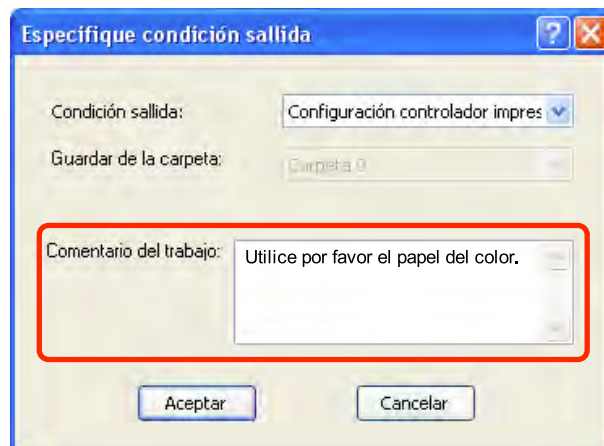 Especifique condición sallida
Condición sallida: Configuración controlador impres
Guardar de la carpeta: Carpeta 0
Comentario del trabajo: Utilice por favor el papel del color.
Aceptar Cancelar